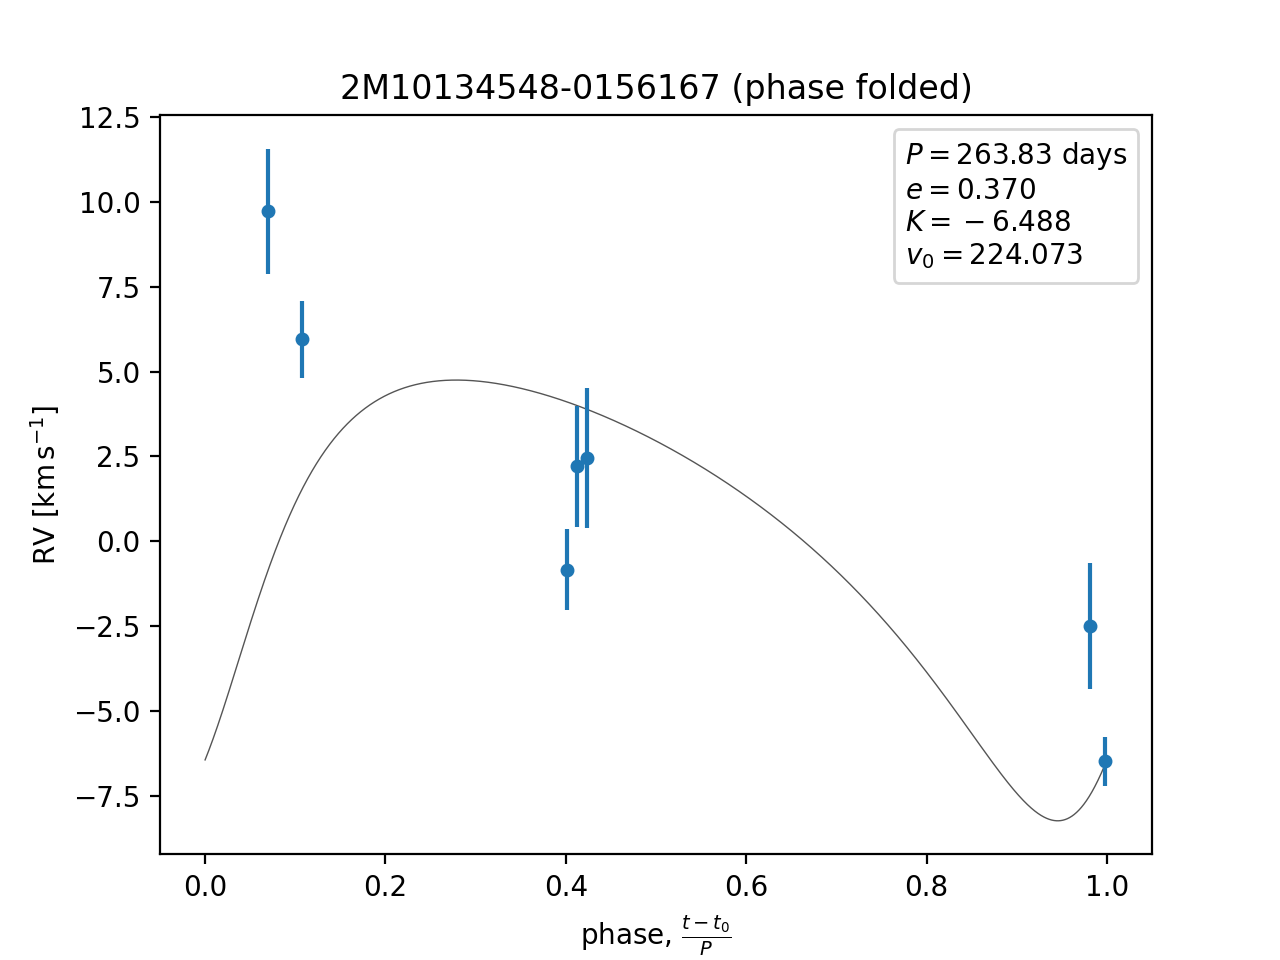 2M10134548-0156167 (phase folded)
P = 263.83 days
e = 0.370
K = −6.488
v₀ = 224.073
RV [km s⁻¹]
12.5
10.0
7.5
5.0
2.5
0.0
−2.5
−5.0
−7.5
0.0 0.2 0.4 0.6 0.8 1.0
phase, (t − t₀)/P